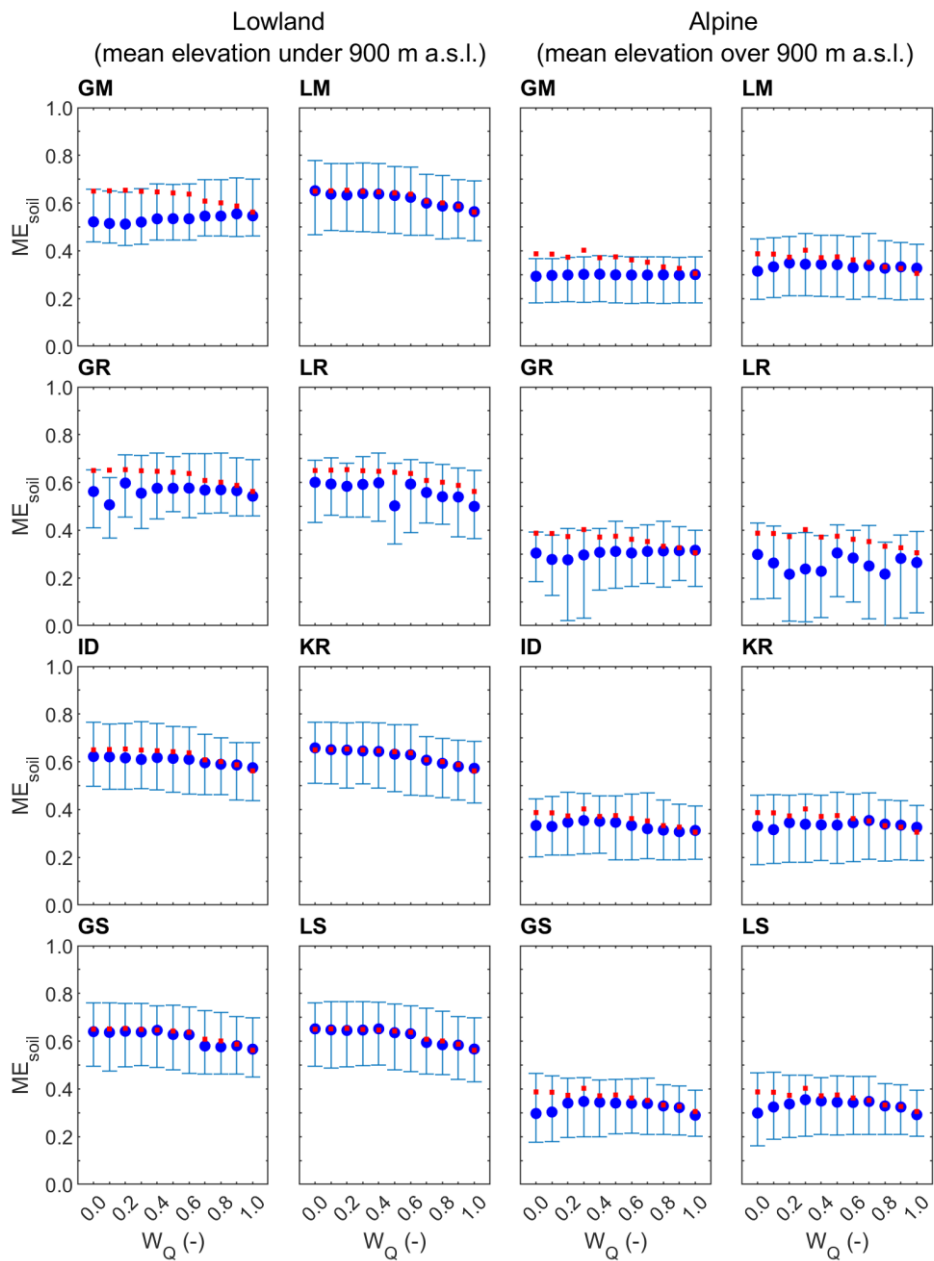 Lowland
(mean elevation under 900 m a.s.l.)
Alpine
(mean elevation over 900 m a.s.l.)
GM
LM
GM
LM
1.0
0.8
0.6
0.4
0.2
0.0
ME_soil
GR
LR
GR
LR
1.0
0.8
0.6
0.4
0.2
0.0
ME_soil
ID
KR
ID
KR
1.0
0.8
0.6
0.4
0.2
0.0
ME_soil
GS
LS
GS
LS
1.0
0.8
0.6
0.4
0.2
0.0
ME_soil
0.0 0.2 0.4 0.6 0.8 1.0
0.0 0.2 0.4 0.6 0.8 1.0
0.0 0.2 0.4 0.6 0.8 1.0
0.0 0.2 0.4 0.6 0.8 1.0
W_Q (-)
W_Q (-)
W_Q (-)
W_Q (-)